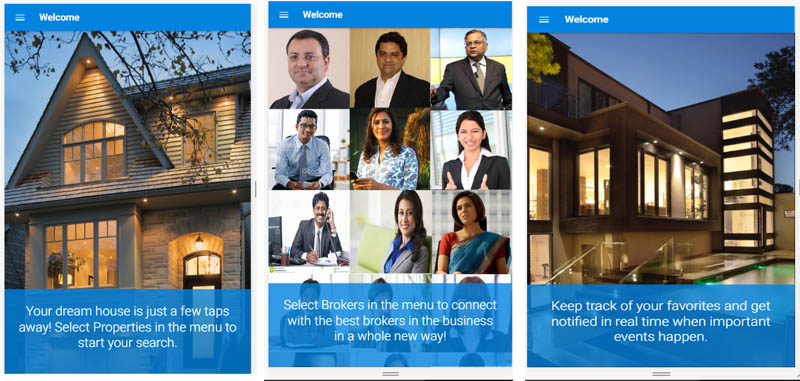 Welcome
Your dream house is just a few taps
away! Select Properties in the menu to
start your search.
Welcome
Select Brokers in the menu to connect
with the best brokers in the business
in a whole new way!
Welcome
Keep track of your favorites and get
notified in real time when important
events happen.